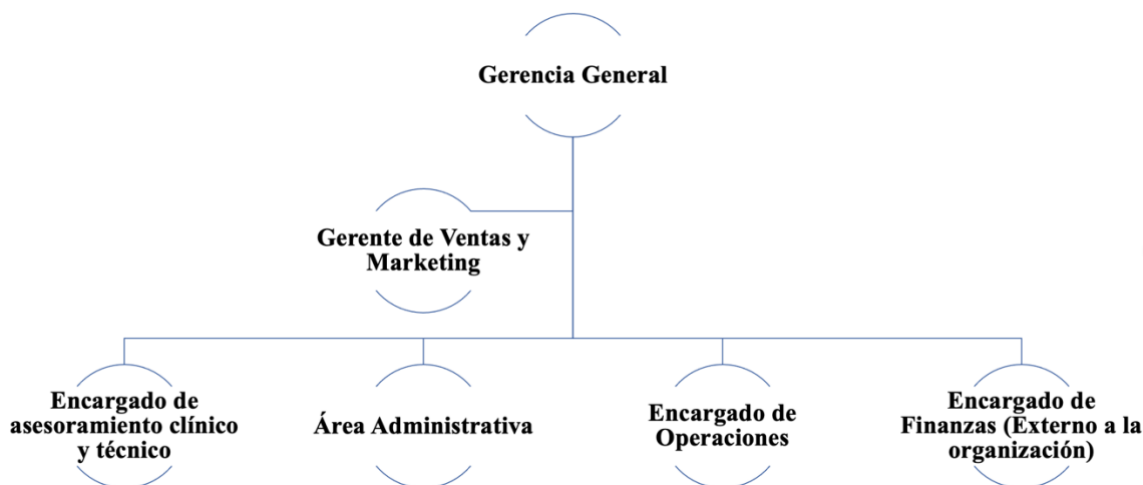 Gerencia General
Gerente de Ventas y
Marketing
Encargado de
asesoramiento clínico
y técnico
Área Administrativa
Encargado de
Operaciones
Encargado de
Finanzas (Externo a la
organización)